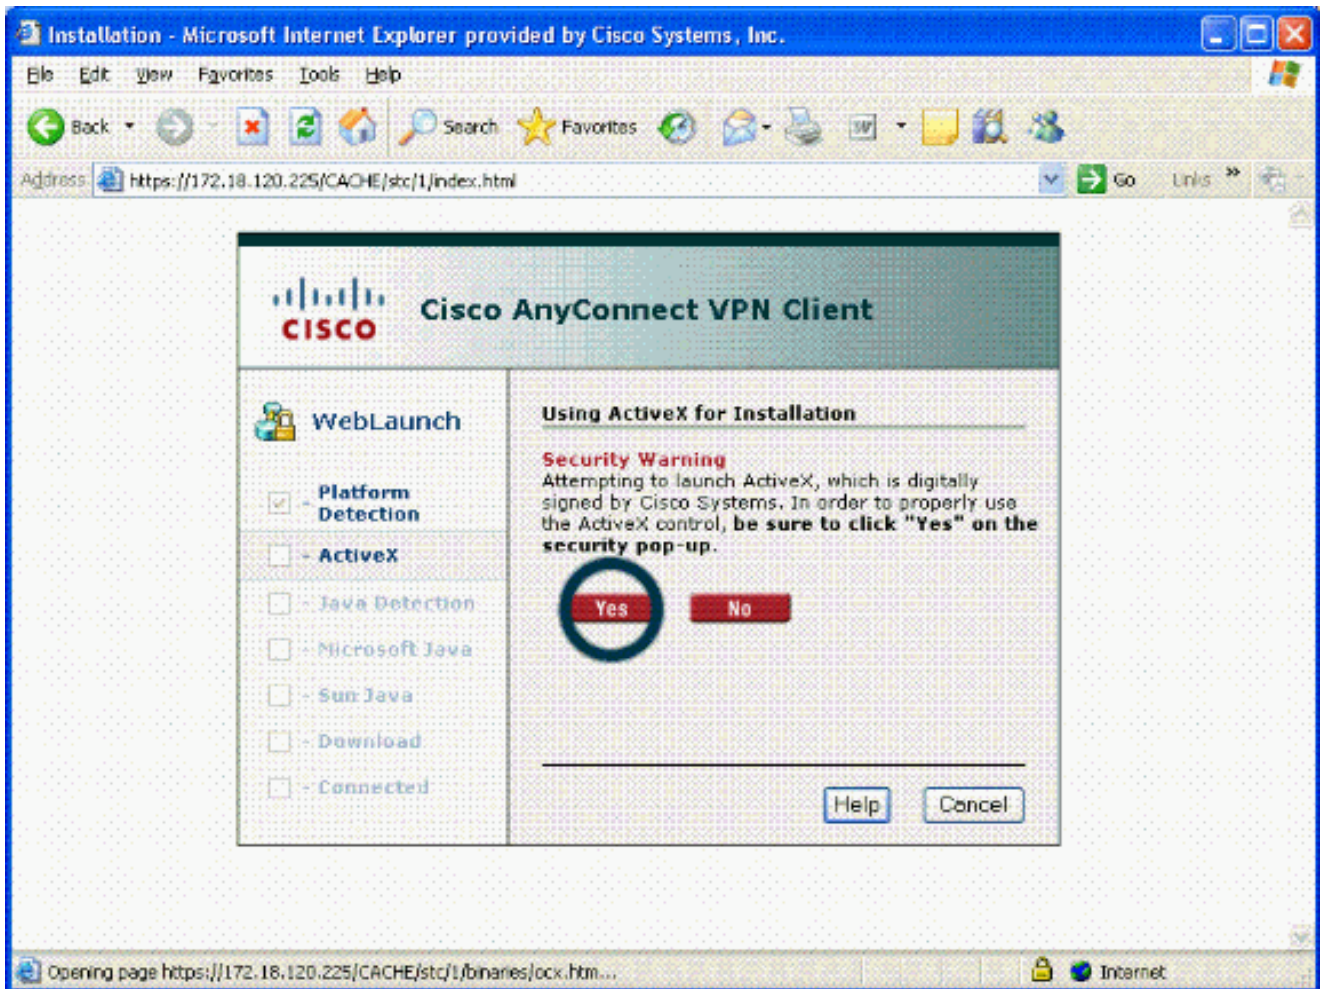 Installation - Microsoft Internet Explorer provided by Cisco Systems, Inc.
File Edit View Favorites Tools Help
Back Search Favorites
Address https://172.18.120.225/CACHE/stc/1/index.html Go Links »
CISCO
Cisco AnyConnect VPN Client
WebLaunch
- Platform
Detection
- ActiveX
- Java Detection
- Microsoft Java
- Sun Java
- Download
- Connected
Using ActiveX for Installation
Security Warning
Attempting to launch ActiveX, which is digitally
signed by Cisco Systems. In order to properly use
the ActiveX control, be sure to click "Yes" on the
security pop-up.
Yes No
Help Cancel
Opening page https://172.18.120.225/CACHE/stc/1/binaries/ocx.htm... Internet